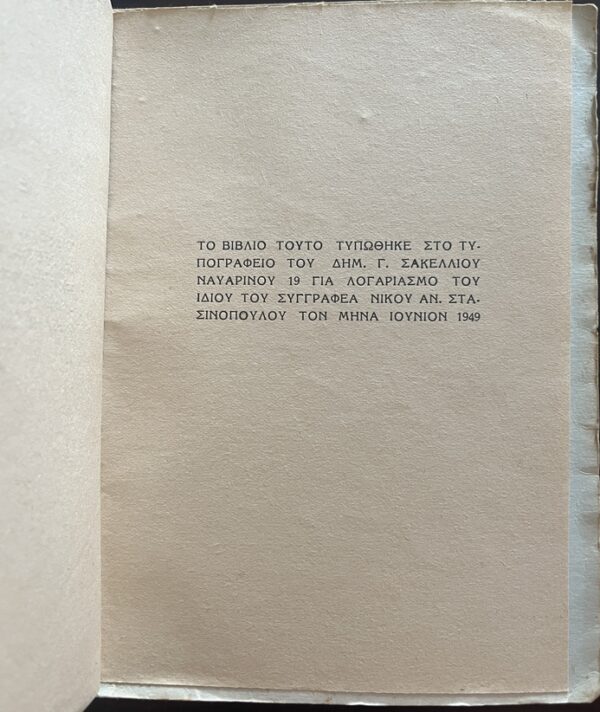 ΤΟ ΒΙΒΛΙΟ ΤΟΥΤΟ ΤΥΠΩΘΗΚΕ ΣΤΟ ΤΥ-
ΠΟΓΡΑΦΕΙΟ ΤΟΥ ΔΗΜ. Γ. ΣΑΚΕΛΛΙΟΥ
ΝΑΥΑΡΙΝΟΥ 19 ΓΙΑ ΛΟΓΑΡΙΑΣΜΟ ΤΟΥ
ΙΔΙΟΥ ΤΟΥ ΣΥΓΓΡΑΦΕΑ ΝΙΚΟΥ ΑΝ. ΣΤΑ-
ΣΙΝΟΠΟΥΛΟΥ ΤΟΝ ΜΗΝΑ ΙΟΥΝΙΟΝ 1949